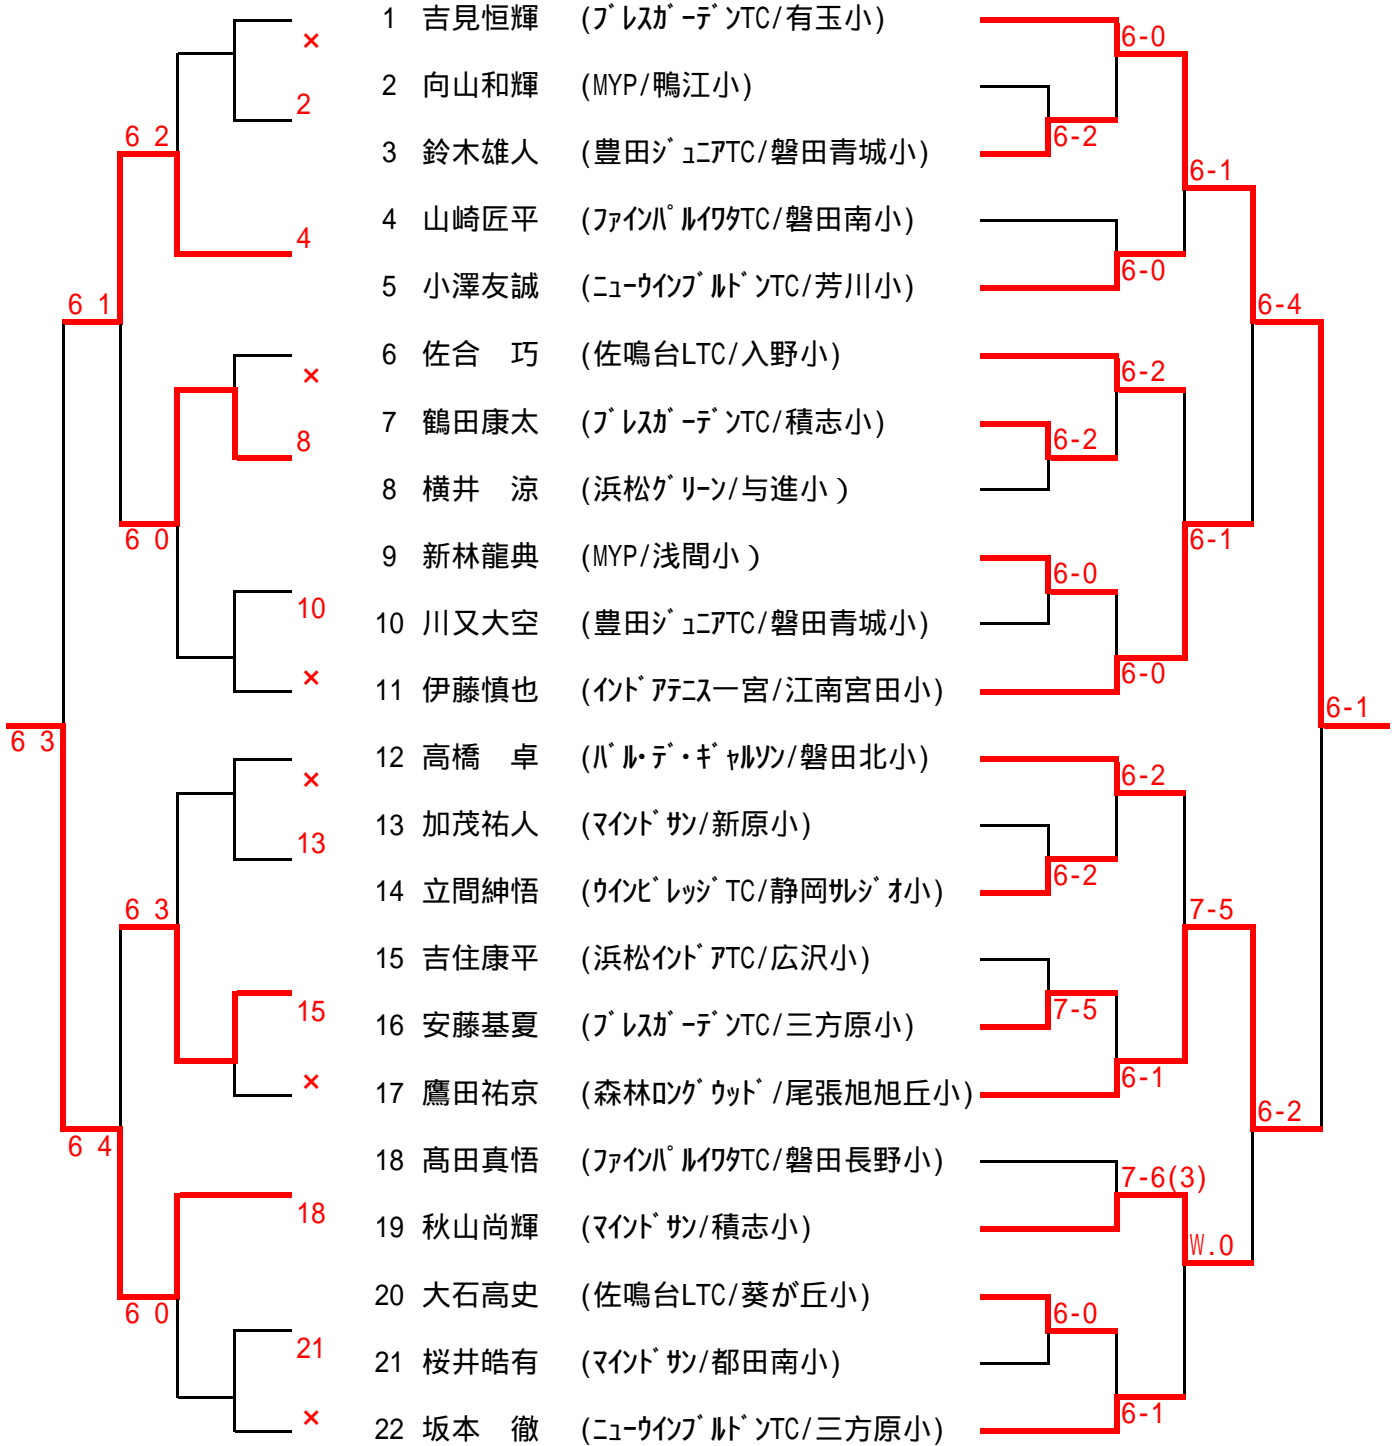 1 吉見恒輝 (ブレスガーデンTC/有玉小)
2 向山和輝 (MYP/鴨江小)
3 鈴木雄人 (豊田ジュニアTC/磐田青城小)
4 山崎匠平 (ファインパルイワタTC/磐田南小)
5 小澤友誠 (ニューウインブルドンTC/芳川小)
6 佐合 巧 (佐鳴台LTC/入野小)
7 鶴田康太 (ブレスガーデンTC/積志小)
8 横井 涼 (浜松グリーン/与進小)
9 新林龍典 (MYP/浅間小)
10 川又大空 (豊田ジュニアTC/磐田青城小)
11 伊藤慎也 (インドアテニス一宮/江南宮田小)
12 高橋 卓 (バル・デ・ギャルソン/磐田北小)
13 加茂祐人 (マインドサン/新原小)
14 立間紳悟 (ウインビレッジTC/静岡サレジオ小)
15 吉住康平 (浜松インドアTC/広沢小)
16 安藤基夏 (ブレスガーデンTC/三方原小)
17 鷹田祐京 (森林ロングウッド/尾張旭旭丘小)
18 髙田真悟 (ファインパルイワタTC/磐田長野小)
19 秋山尚輝 (マインドサン/積志小)
20 大石高史 (佐鳴台LTC/葵が丘小)
21 桜井皓有 (マインドサン/都田南小)
22 坂本 徹 (ニューウインブルドンTC/三方原小)
×
2
4
×
8
10
×
×
13
15
×
18
21
×
6 2
6 0
6 3
6 0
6 1
6 4
6 3
6-2
6-2
6-0
6-2
7-5
6-0
6-0
6-0
6-2
6-0
6-2
6-1
7-6(3)
6-1
6-1
6-1
7-5
W.0
6-4
6-2
6-1